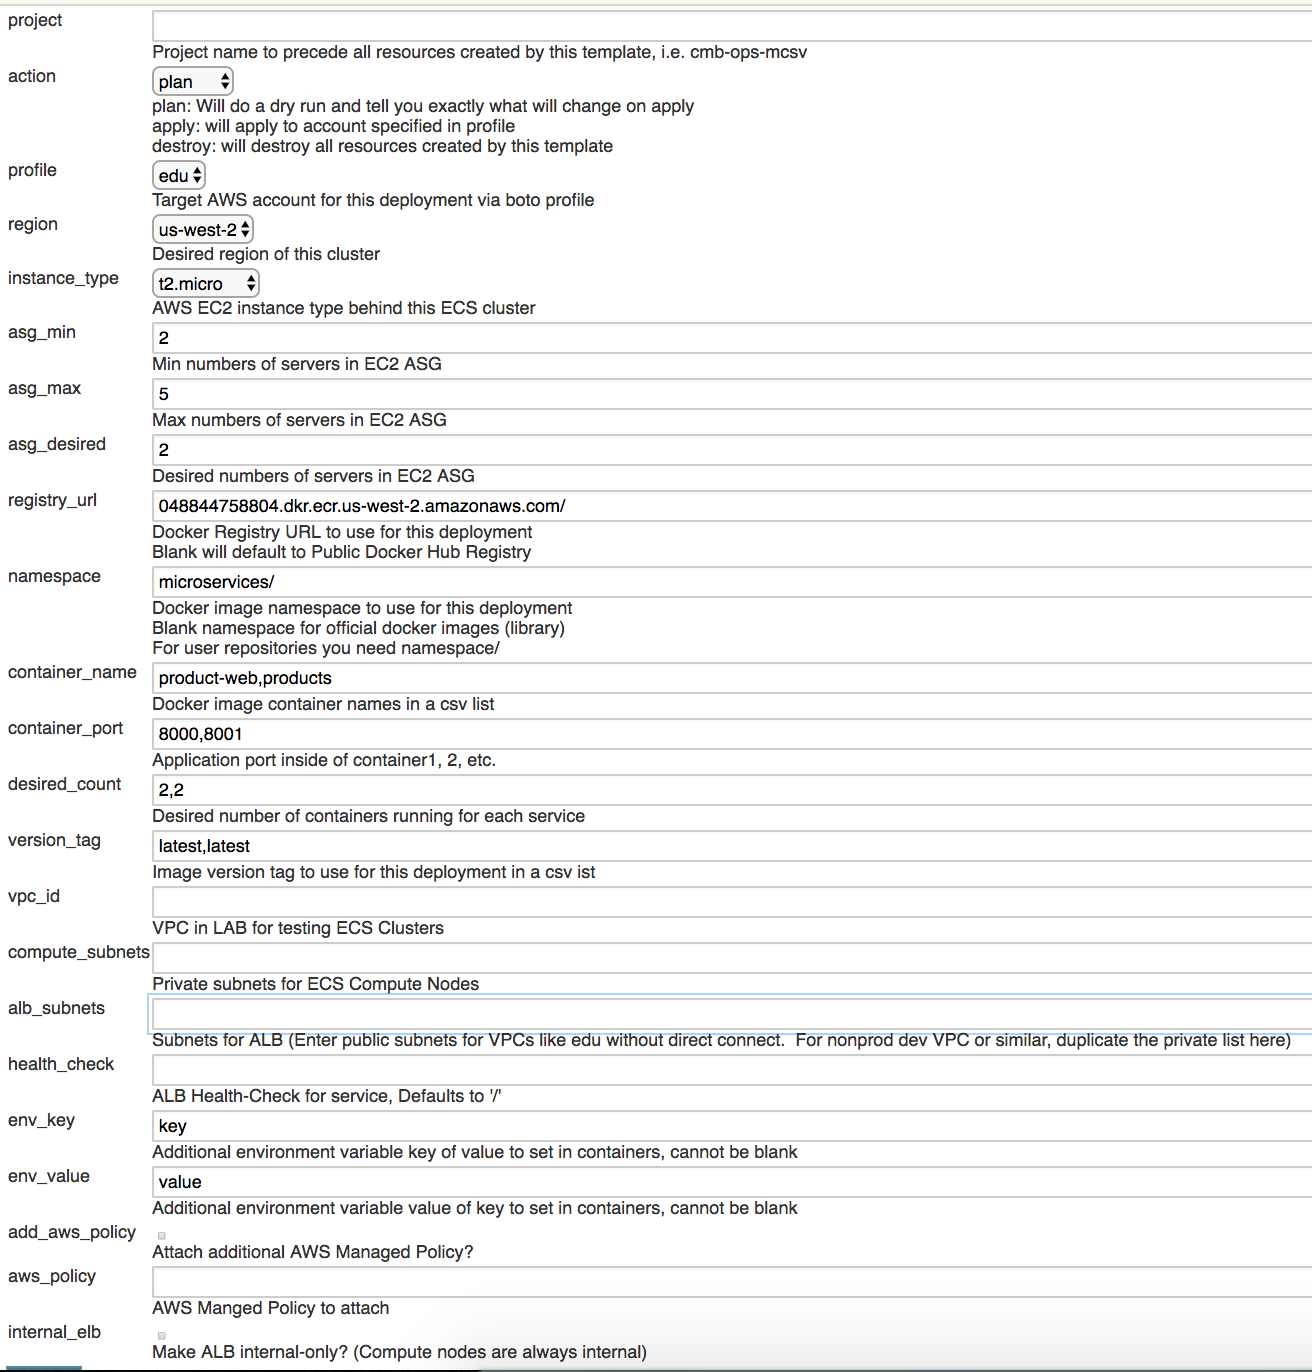 project
Project name to precede all resources created by this template, i.e. cmb-ops-mcsv
action
plan
plan: Will do a dry run and tell you exactly what will change on apply
apply: will apply to account specified in profile
destroy: will destroy all resources created by this template
profile
edu
Target AWS account for this deployment via boto profile
region
us-west-2
Desired region of this cluster
instance_type
t2.micro
AWS EC2 instance type behind this ECS cluster
asg_min
2
Min numbers of servers in EC2 ASG
asg_max
5
Max numbers of servers in EC2 ASG
asg_desired
2
Desired numbers of servers in EC2 ASG
registry_url
048844758804.dkr.ecr.us-west-2.amazonaws.com/
Docker Registry URL to use for this deployment
Blank will default to Public Docker Hub Registry
namespace
microservices/
Docker image namespace to use for this deployment
Blank namespace for official docker images (library)
For user repositories you need namespace/
container_name
product-web,products
Docker image container names in a csv list
container_port
8000,8001
Application port inside of container1, 2, etc.
desired_count
2,2
Desired number of containers running for each service
version_tag
latest,latest
Image version tag to use for this deployment in a csv ist
vpc_id
VPC in LAB for testing ECS Clusters
compute_subnets
Private subnets for ECS Compute Nodes
alb_subnets
Subnets for ALB (Enter public subnets for VPCs like edu without direct connect.  For nonprod dev VPC or similar, duplicate the private list here)
health_check
ALB Health-Check for service, Defaults to '/'
env_key
key
Additional environment variable key of value to set in containers, cannot be blank
env_value
value
Additional environment variable value of key to set in containers, cannot be blank
add_aws_policy
Attach additional AWS Managed Policy?
aws_policy
AWS Manged Policy to attach
internal_elb
Make ALB internal-only? (Compute nodes are always internal)